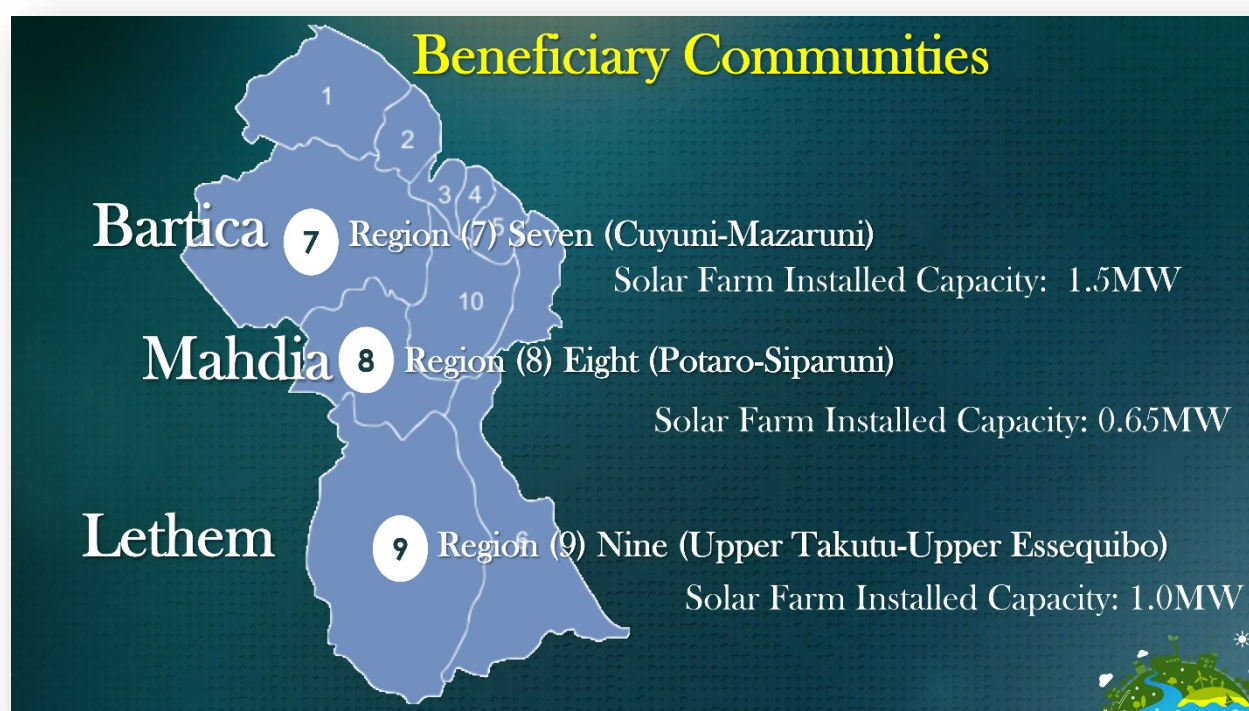 Beneficiary Communities
1
2
3
4
5
Bartica 7 Region (7) Seven (Cuyuni-Mazaruni)
Solar Farm Installed Capacity: 1.5MW
10
Mahdia 8 Region (8) Eight (Potaro-Siparuni)
Solar Farm Installed Capacity: 0.65MW
Lethem 9 Region (9) Nine (Upper Takutu-Upper Essequibo)
6
Solar Farm Installed Capacity: 1.0MW